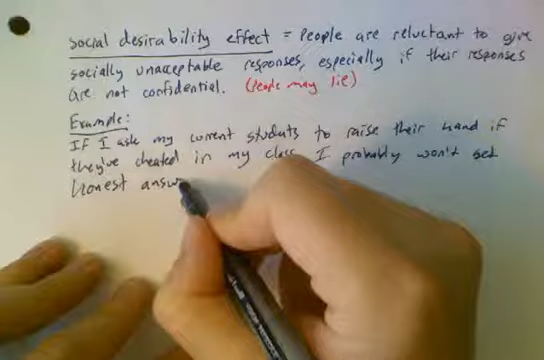 Social desirability effect = People are reluctant to give
socially unacceptable responses, especially if their responses
are not confidential. (People may lie)
Example:
If I ask my current students to raise their hand if
they've cheated in my class I probably won't get
honest answ